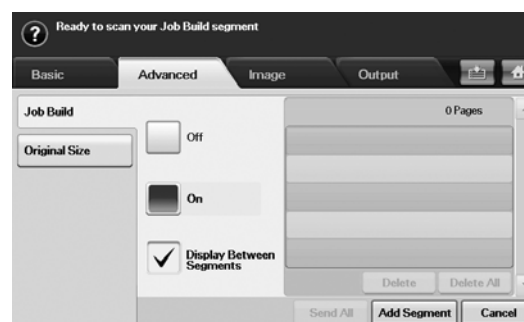 ?
Ready to scan your Job Build segment
Basic
Advanced
Image
Output
Job Build
Original Size
Off
On
Display Between
Segments
0 Pages
Delete
Delete All
Send All
Add Segment
Cancel